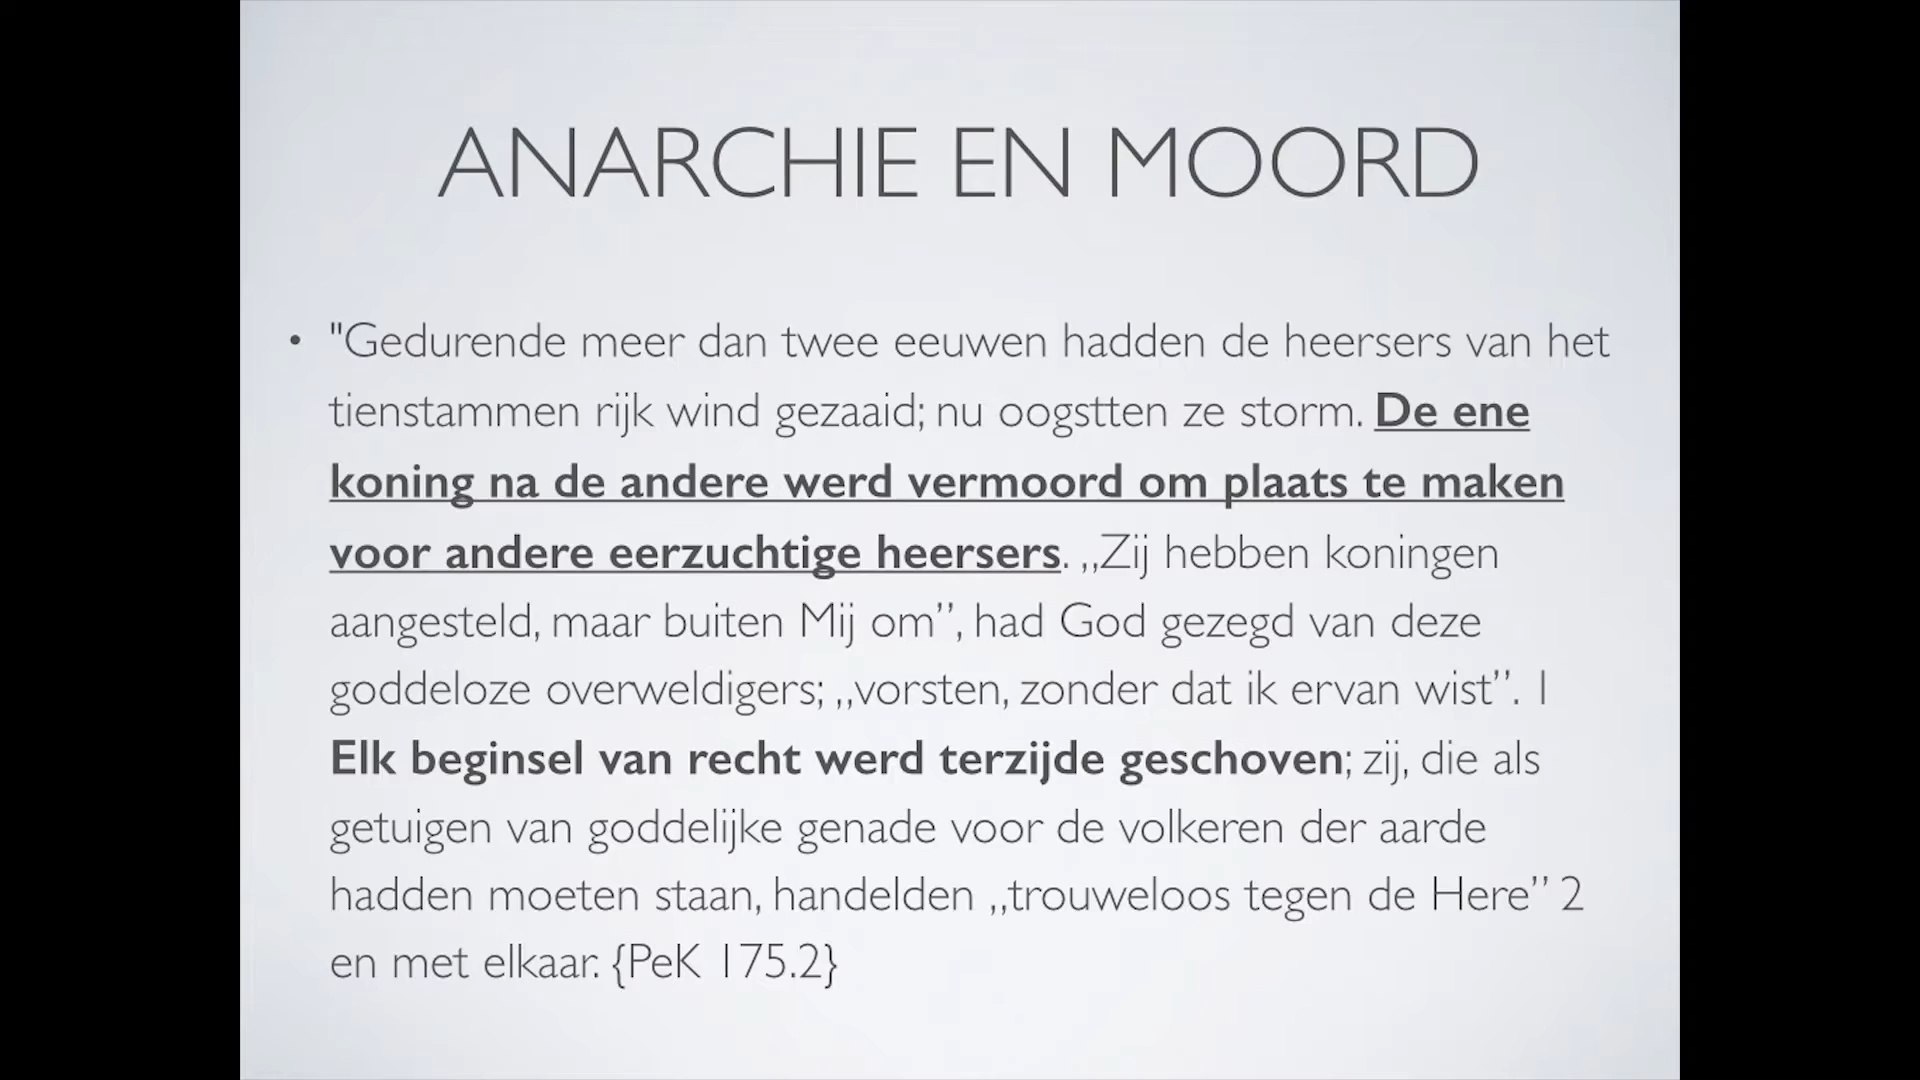 ANARCHIE EN MOORD
• "Gedurende meer dan twee eeuwen hadden de heersers van het
tienstammen rijk wind gezaaid; nu oogstten ze storm. De ene
koning na de andere werd vermoord om plaats te maken
voor andere eerzuchtige heersers. ,,Zij hebben koningen
aangesteld, maar buiten Mij om”, had God gezegd van deze
goddeloze overweldigers; ,,vorsten, zonder dat ik ervan wist”. 1
Elk beginsel van recht werd terzijde geschoven; zij, die als
getuigen van goddelijke genade voor de volkeren der aarde
hadden moeten staan, handelden ,,trouweloos tegen de Here” 2
en met elkaar. {PeK 175.2}